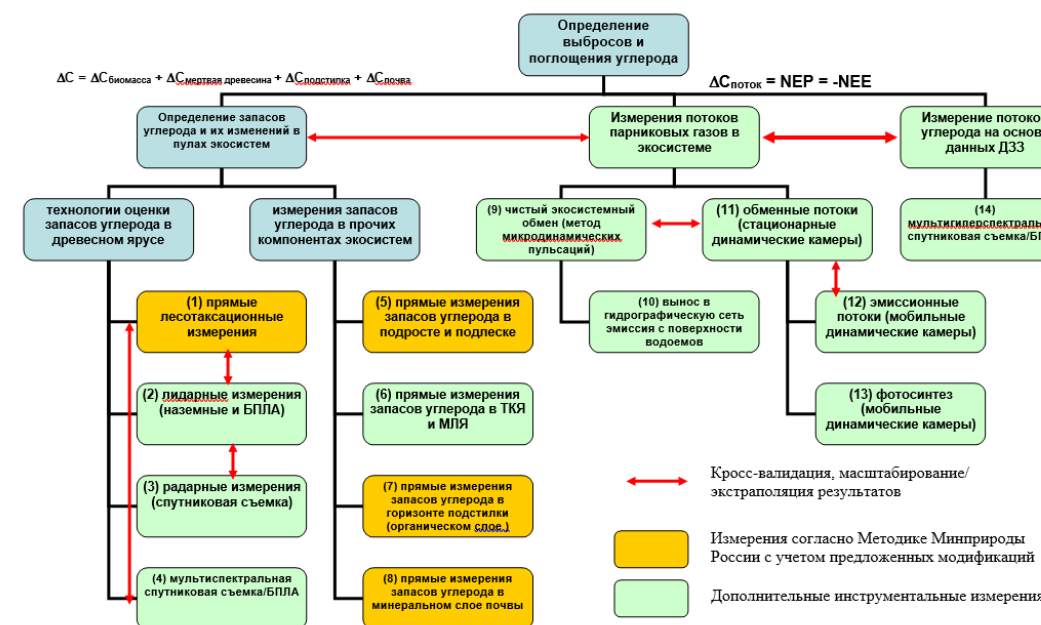 Определение
выбросов и
поглощения углерода
ΔC = ΔCбиомасса + ΔCмертвая древесина + ΔCподстилка + ΔCпочва
ΔCпоток = NEP = -NEE
Определение запасов
углерода и их изменений в
пулах экосистем
Измерения потоков
парниковых газов в
экосистеме
Измерение потоко
углерода на основ
данных ДЗЗ
технологии оценки
запасов углерода в
древесном ярусе
измерения запасов
углерода в прочих
компонентах экосистем
(9) чистый экосистемный
обмен (метод
микродинамических
пульсаций)
(11) обменные потоки
(стационарные
динамические камеры)
(14)
мультигиперспектраль
спутниковая съемка/БП
(1) прямые
лесотаксационные
измерения
(5) прямые измерения
запасов углерода в
подросте и подлеске
(10) вынос в
гидрографическую сеть
эмиссия с поверхности
водоемов
(12) эмиссионные
потоки (мобильные
динамические камеры)
(2) лидарные измерения
(наземные и БПЛА)
(6) прямые измерения
запасов углерода в ТКЯ
и МЛЯ
(13) фотосинтез
(мобильные
динамические камеры)
(3) радарные измерения
(спутниковая съемка)
(7) прямые измерения
запасов углерода в
горизонте подстилки
(органическом слое.)
(4) мультиспектральная
спутниковая съемка/БПЛА
(8) прямые измерения
запасов углерода в
минеральном слое почвы
Кросс-валидация, масштабирование/
экстраполяция результатов
Измерения согласно Методике Минприроды
России с учетом предложенных модификаций
Дополнительные инструментальные измерения